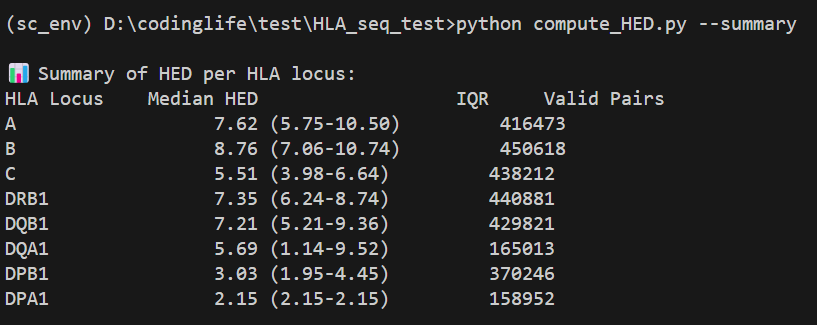 (sc_env) D:\codinglife\test\HLA_seq_test>python compute_HED.py --summary
📊 Summary of HED per HLA locus:
HLA Locus Median HED IQR Valid Pairs
A 7.62 (5.75-10.50) 416473
B 8.76 (7.06-10.74) 450618
C 5.51 (3.98-6.64) 438212
DRB1 7.35 (6.24-8.74) 440881
DQB1 7.21 (5.21-9.36) 429821
DQA1 5.69 (1.14-9.52) 165013
DPB1 3.03 (1.95-4.45) 370246
DPA1 2.15 (2.15-2.15) 158952